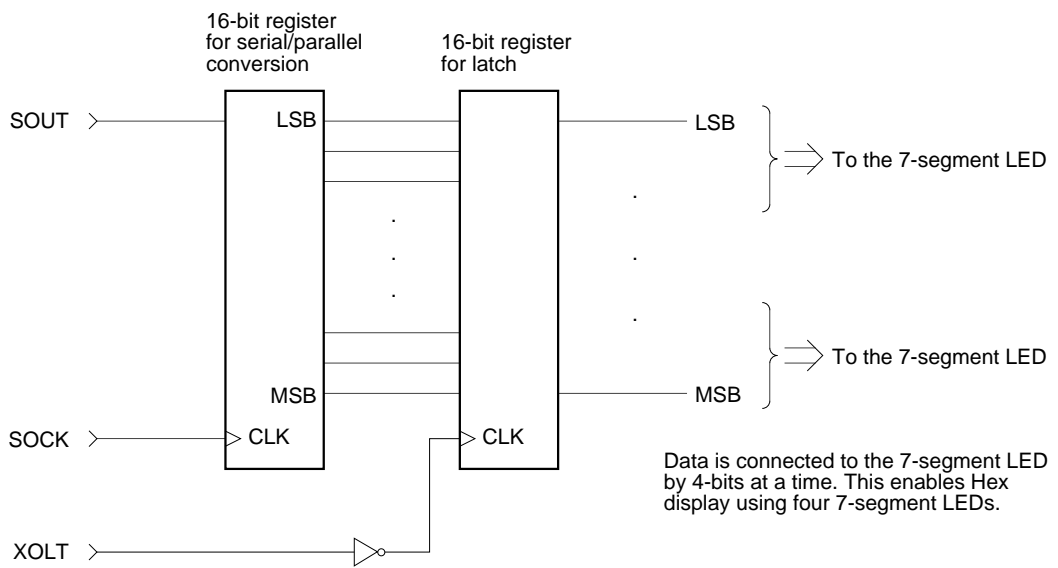 16-bit register
for serial/parallel
conversion
16-bit register
for latch
SOUT
LSB
LSB
To the 7-segment LED
MSB
MSB
To the 7-segment LED
SOCK
CLK
CLK
Data is connected to the 7-segment LED
by 4-bits at a time. This enables Hex
display using four 7-segment LEDs.
XOLT